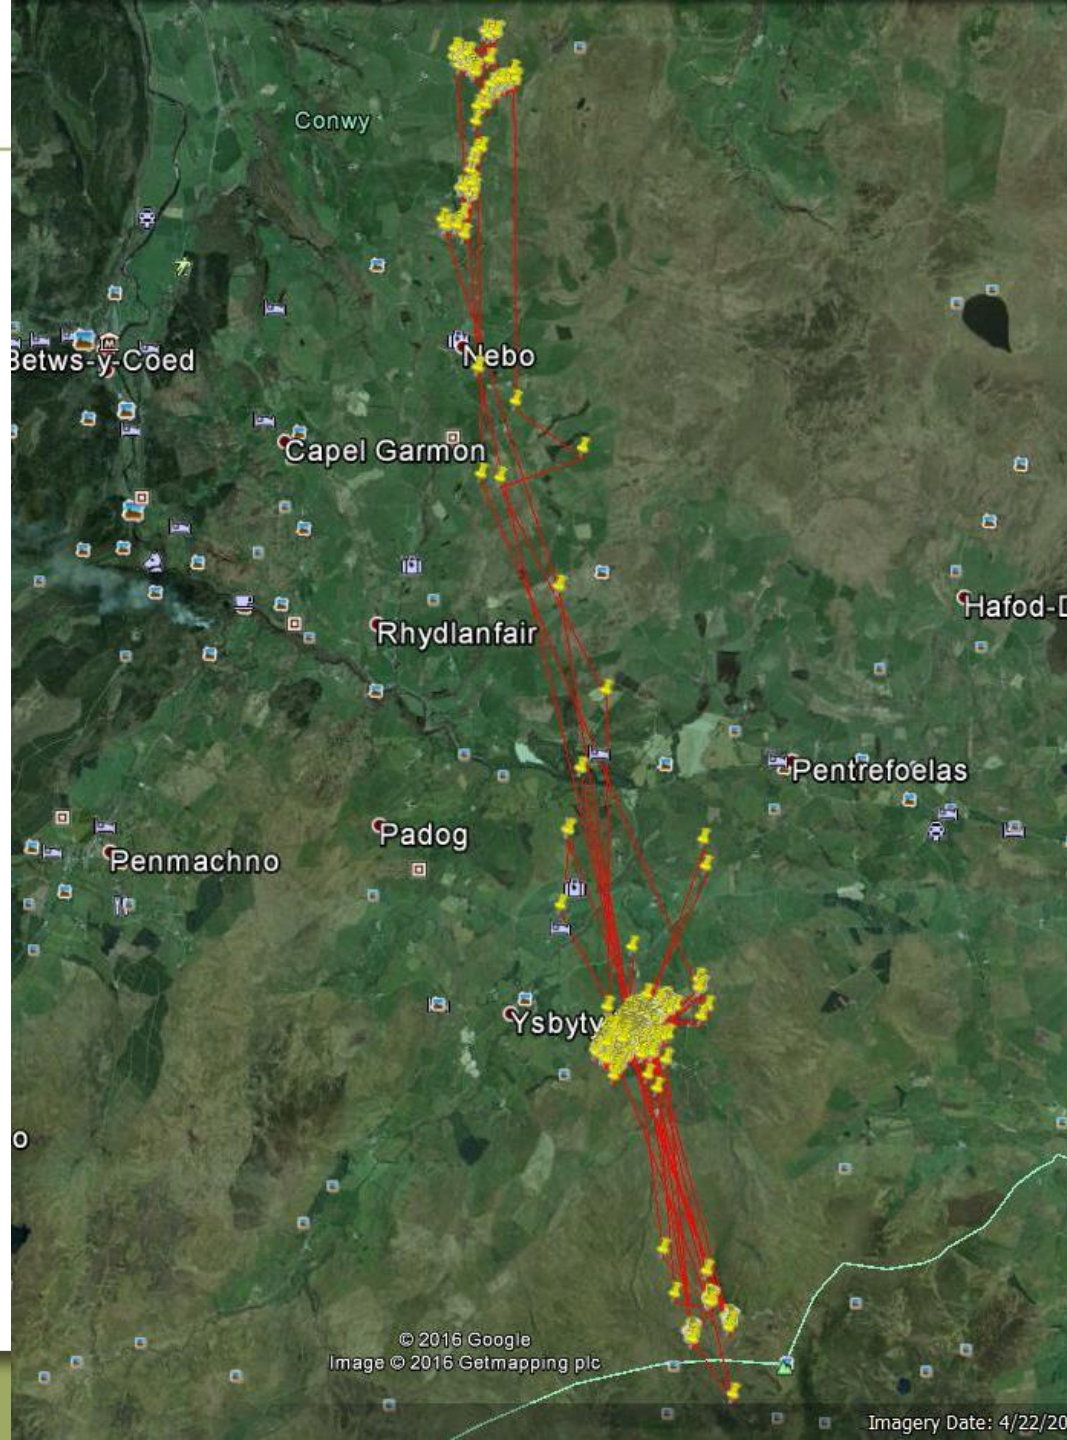 Conwy
Nebo
Betws-y-Coed
Capel Garmon
Hafod-D
Rhydlanfair
Pentrefoelas
Padog
Penmachno
Ysbyty
o
© 2016 Google
Image © 2016 Getmapping plc
Imagery Date: 4/22/20